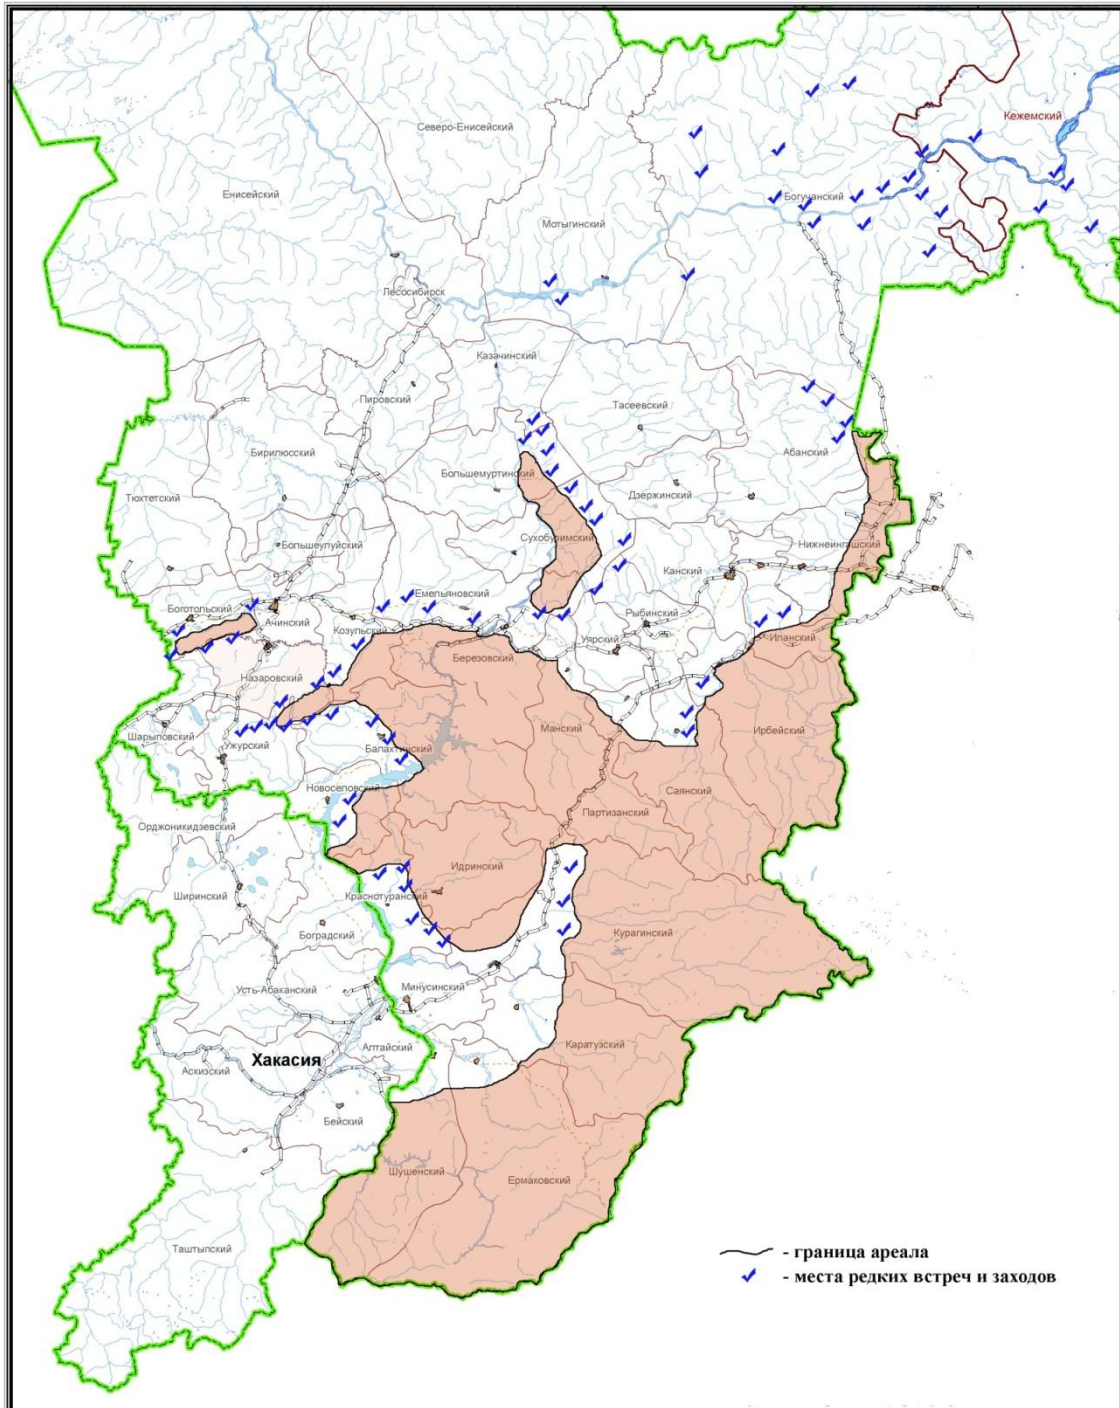 Северо-Енисейский
Кежемский
Енисейский
Богучанский
Мотыгинский
Лесосибирск
Казачинский
Пировский
Тасеевский
Бирилюсский
Абанский
Большемуртинский
Тюхтетский
Дзержинский
Сухобузимский
Большеулуйский
Нижнеингашский
Канский
Емельяновский
Боготольский
Ачинский
Козульский
Рыбинский
Уярский
Иланский
Березовский
Назаровский
Манский
Ирбейский
Шарыповский
Ужурский
Балахтинский
Новоселовский
Саянский
Партизанский
Орджоникидзевский
Идринский
Ширинский
Краснотуранский
Боградский
Курагинский
Усть-Абаканский
Минусинский
Алтайский
Каратузский
Хакасия
Аскизский
Бейский
Шушенский
Ермаковский
Таштыпский
- граница ареала
- места редких встреч и заходов